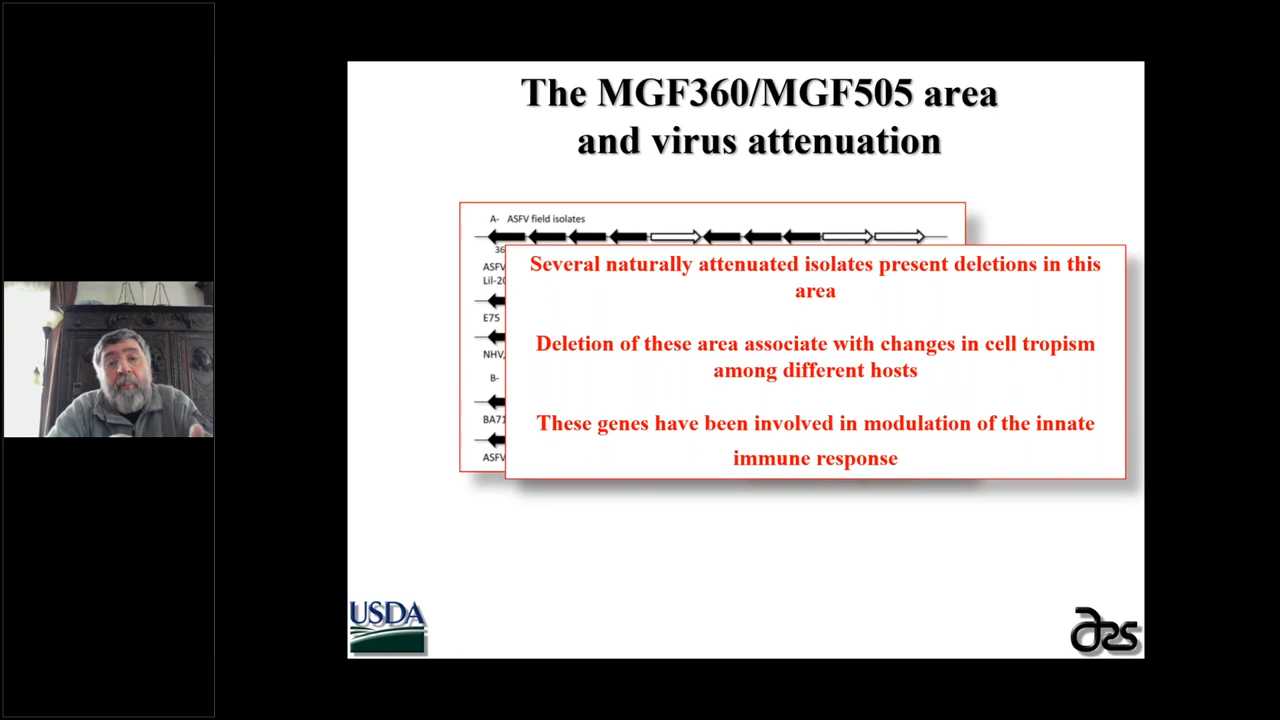 The MGF360/MGF505 area
and virus attenuation
A- ASFV field isolates
36
ASFV
Lil-20
E75
NHV,
B-
BA71
ASFV
Several naturally attenuated isolates present deletions in this
area
Deletion of these area associate with changes in cell tropism
among different hosts
These genes have been involved in modulation of the innate
immune response
USDA
ars